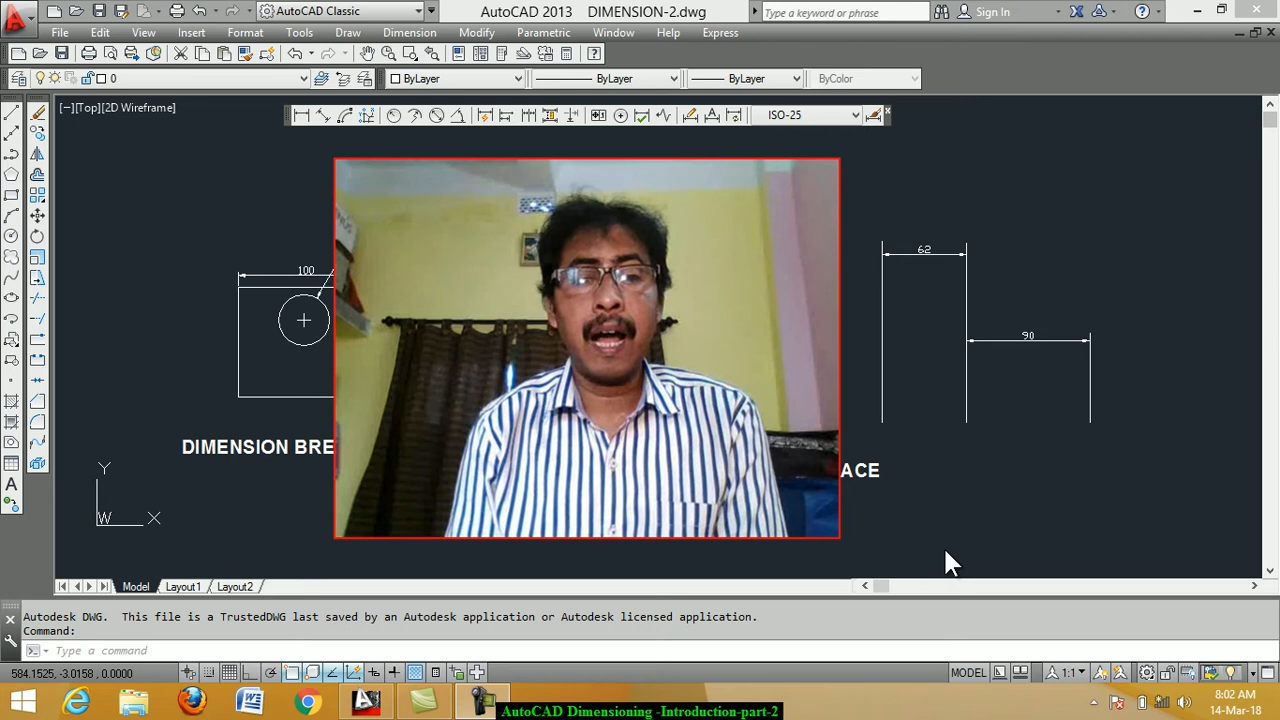 AutoCAD Classic
AutoCAD 2013 DIMENSION-2.dwg
Type a keyword or phrase
Sign In
File Edit View Insert Format Tools Draw Dimension Modify Parametric Window Help Express
0
ByLayer
ByLayer
ByLayer
ByColor
[−][Top][2D Wireframe]
ISO-25
100
62
90
DIMENSION BRE
ACE
Y
W X
Model Layout1 Layout2
Autodesk DWG. This file is a TrustedDWG last saved by an Autodesk application or Autodesk licensed application.
Command:
Type a command
584.1525, -3.0158, 0.0000
MODEL
1:1
8:02 AM
14-Mar-18
AutoCAD Dimensioning -Introduction-part-2